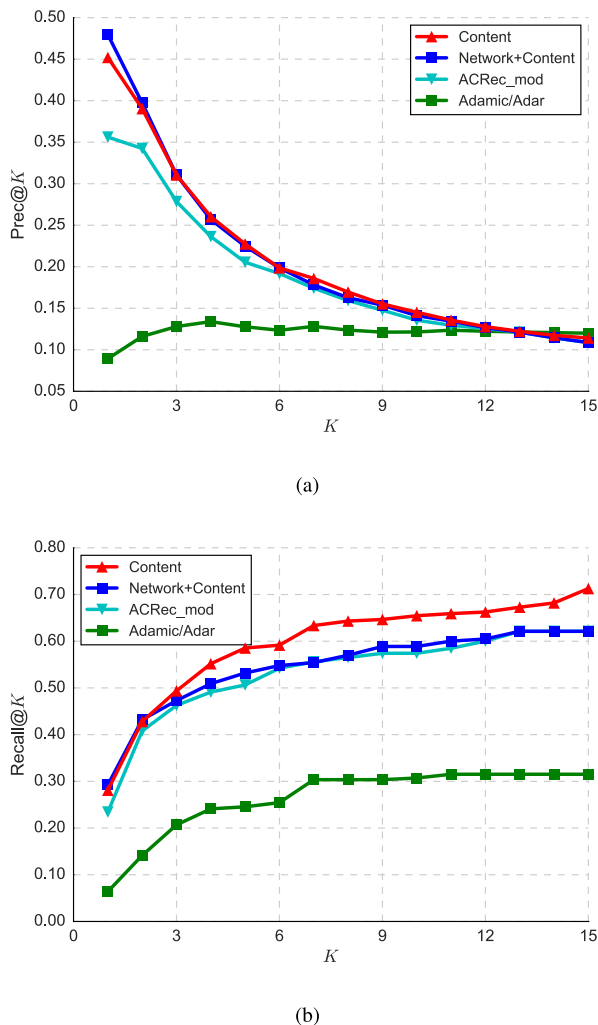 0.50
0.45
0.40
0.35
0.30
0.25
0.20
0.15
0.10
0.05
Prec@K
Content
Network+Content
ACRec_mod
Adamic/Adar
0 3 6 9 12 15
K
(a)
0.80
0.70
0.60
0.50
0.40
0.30
0.20
0.10
0.00
Recall@K
Content
Network+Content
ACRec_mod
Adamic/Adar
0 3 6 9 12 15
K
(b)